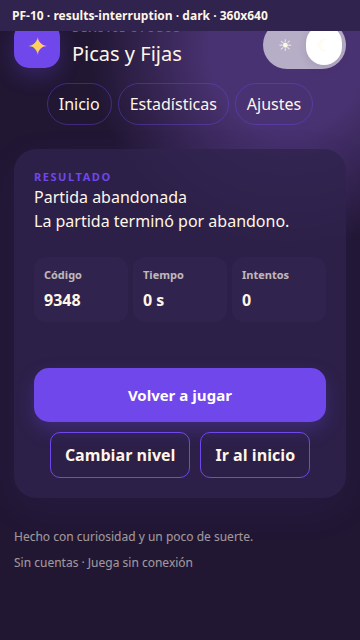 PF-10 · results-interruption · dark · 360x640
Picas y Fijas
Inicio
Estadísticas
Ajustes
RESULTADO
Partida abandonada
La partida terminó por abandono.
Código
Tiempo
Intentos
9348
0 s
0
Volver a jugar
Cambiar nivel
Ir al inicio
Hecho con curiosidad y un poco de suerte.
Sin cuentas · Juega sin conexión